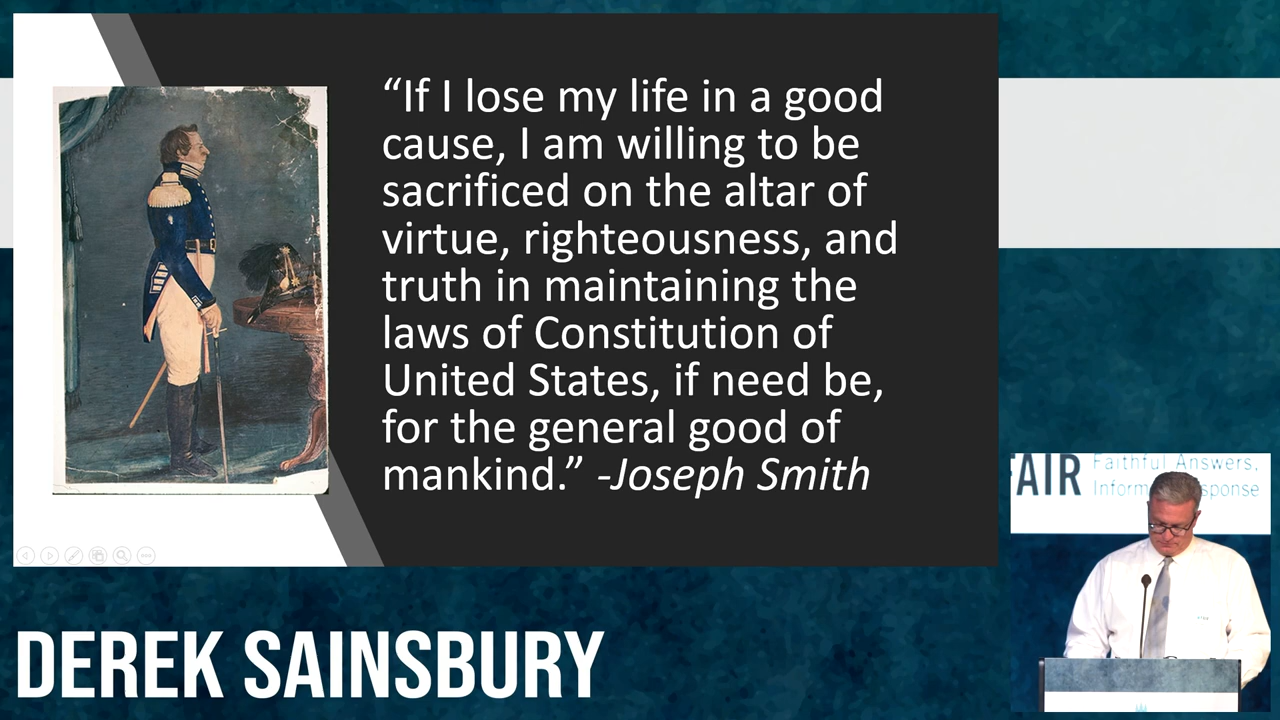 “If I lose my life in a good
cause, I am willing to be
sacrificed on the altar of
virtue, righteousness, and
truth in maintaining the
laws of Constitution of
United States, if need be,
for the general good of
mankind.” -Joseph Smith
AIR
Faithful Answers,
DEREK SAINSBURY